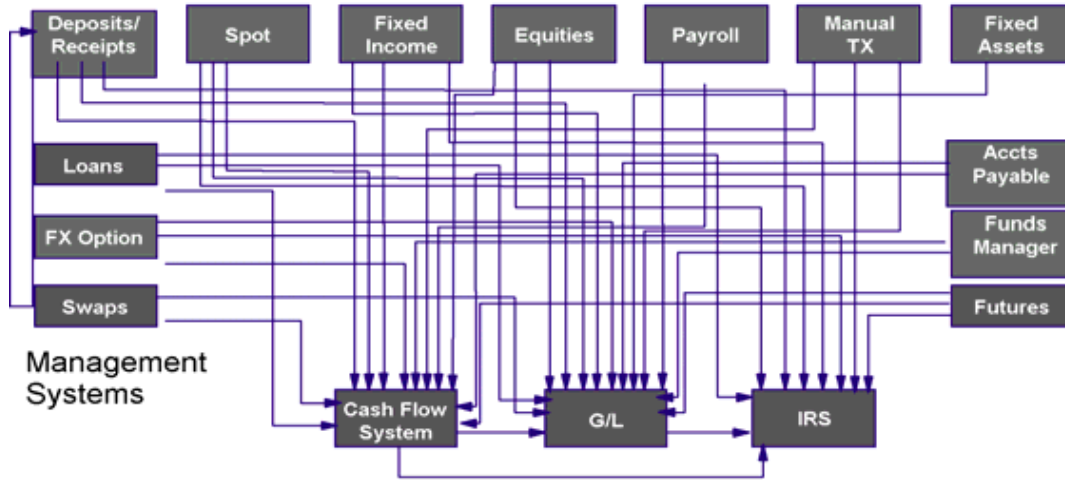 Deposits/
Receipts
Spot
Fixed
Income
Equities
Payroll
Manual
TX
Fixed
Assets
Loans
Accts
Payable
FX Option
Funds
Manager
Swaps
Futures
Management
Systems
Cash Flow
System
G/L
IRS